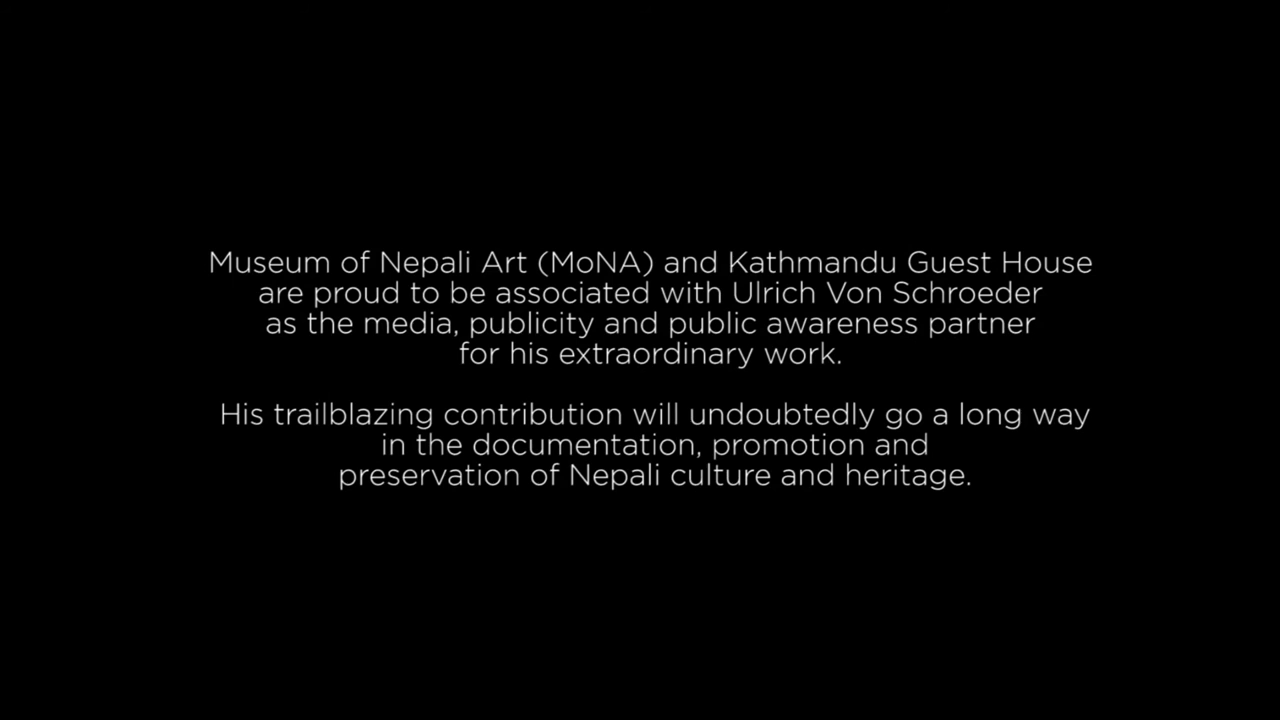 Museum of Nepali Art (MoNA) and Kathmandu Guest House
are proud to be associated with Ulrich Von Schroeder
as the media, publicity and public awareness partner
for his extraordinary work.
His trailblazing contribution will undoubtedly go a long way
in the documentation, promotion and
preservation of Nepali culture and heritage.